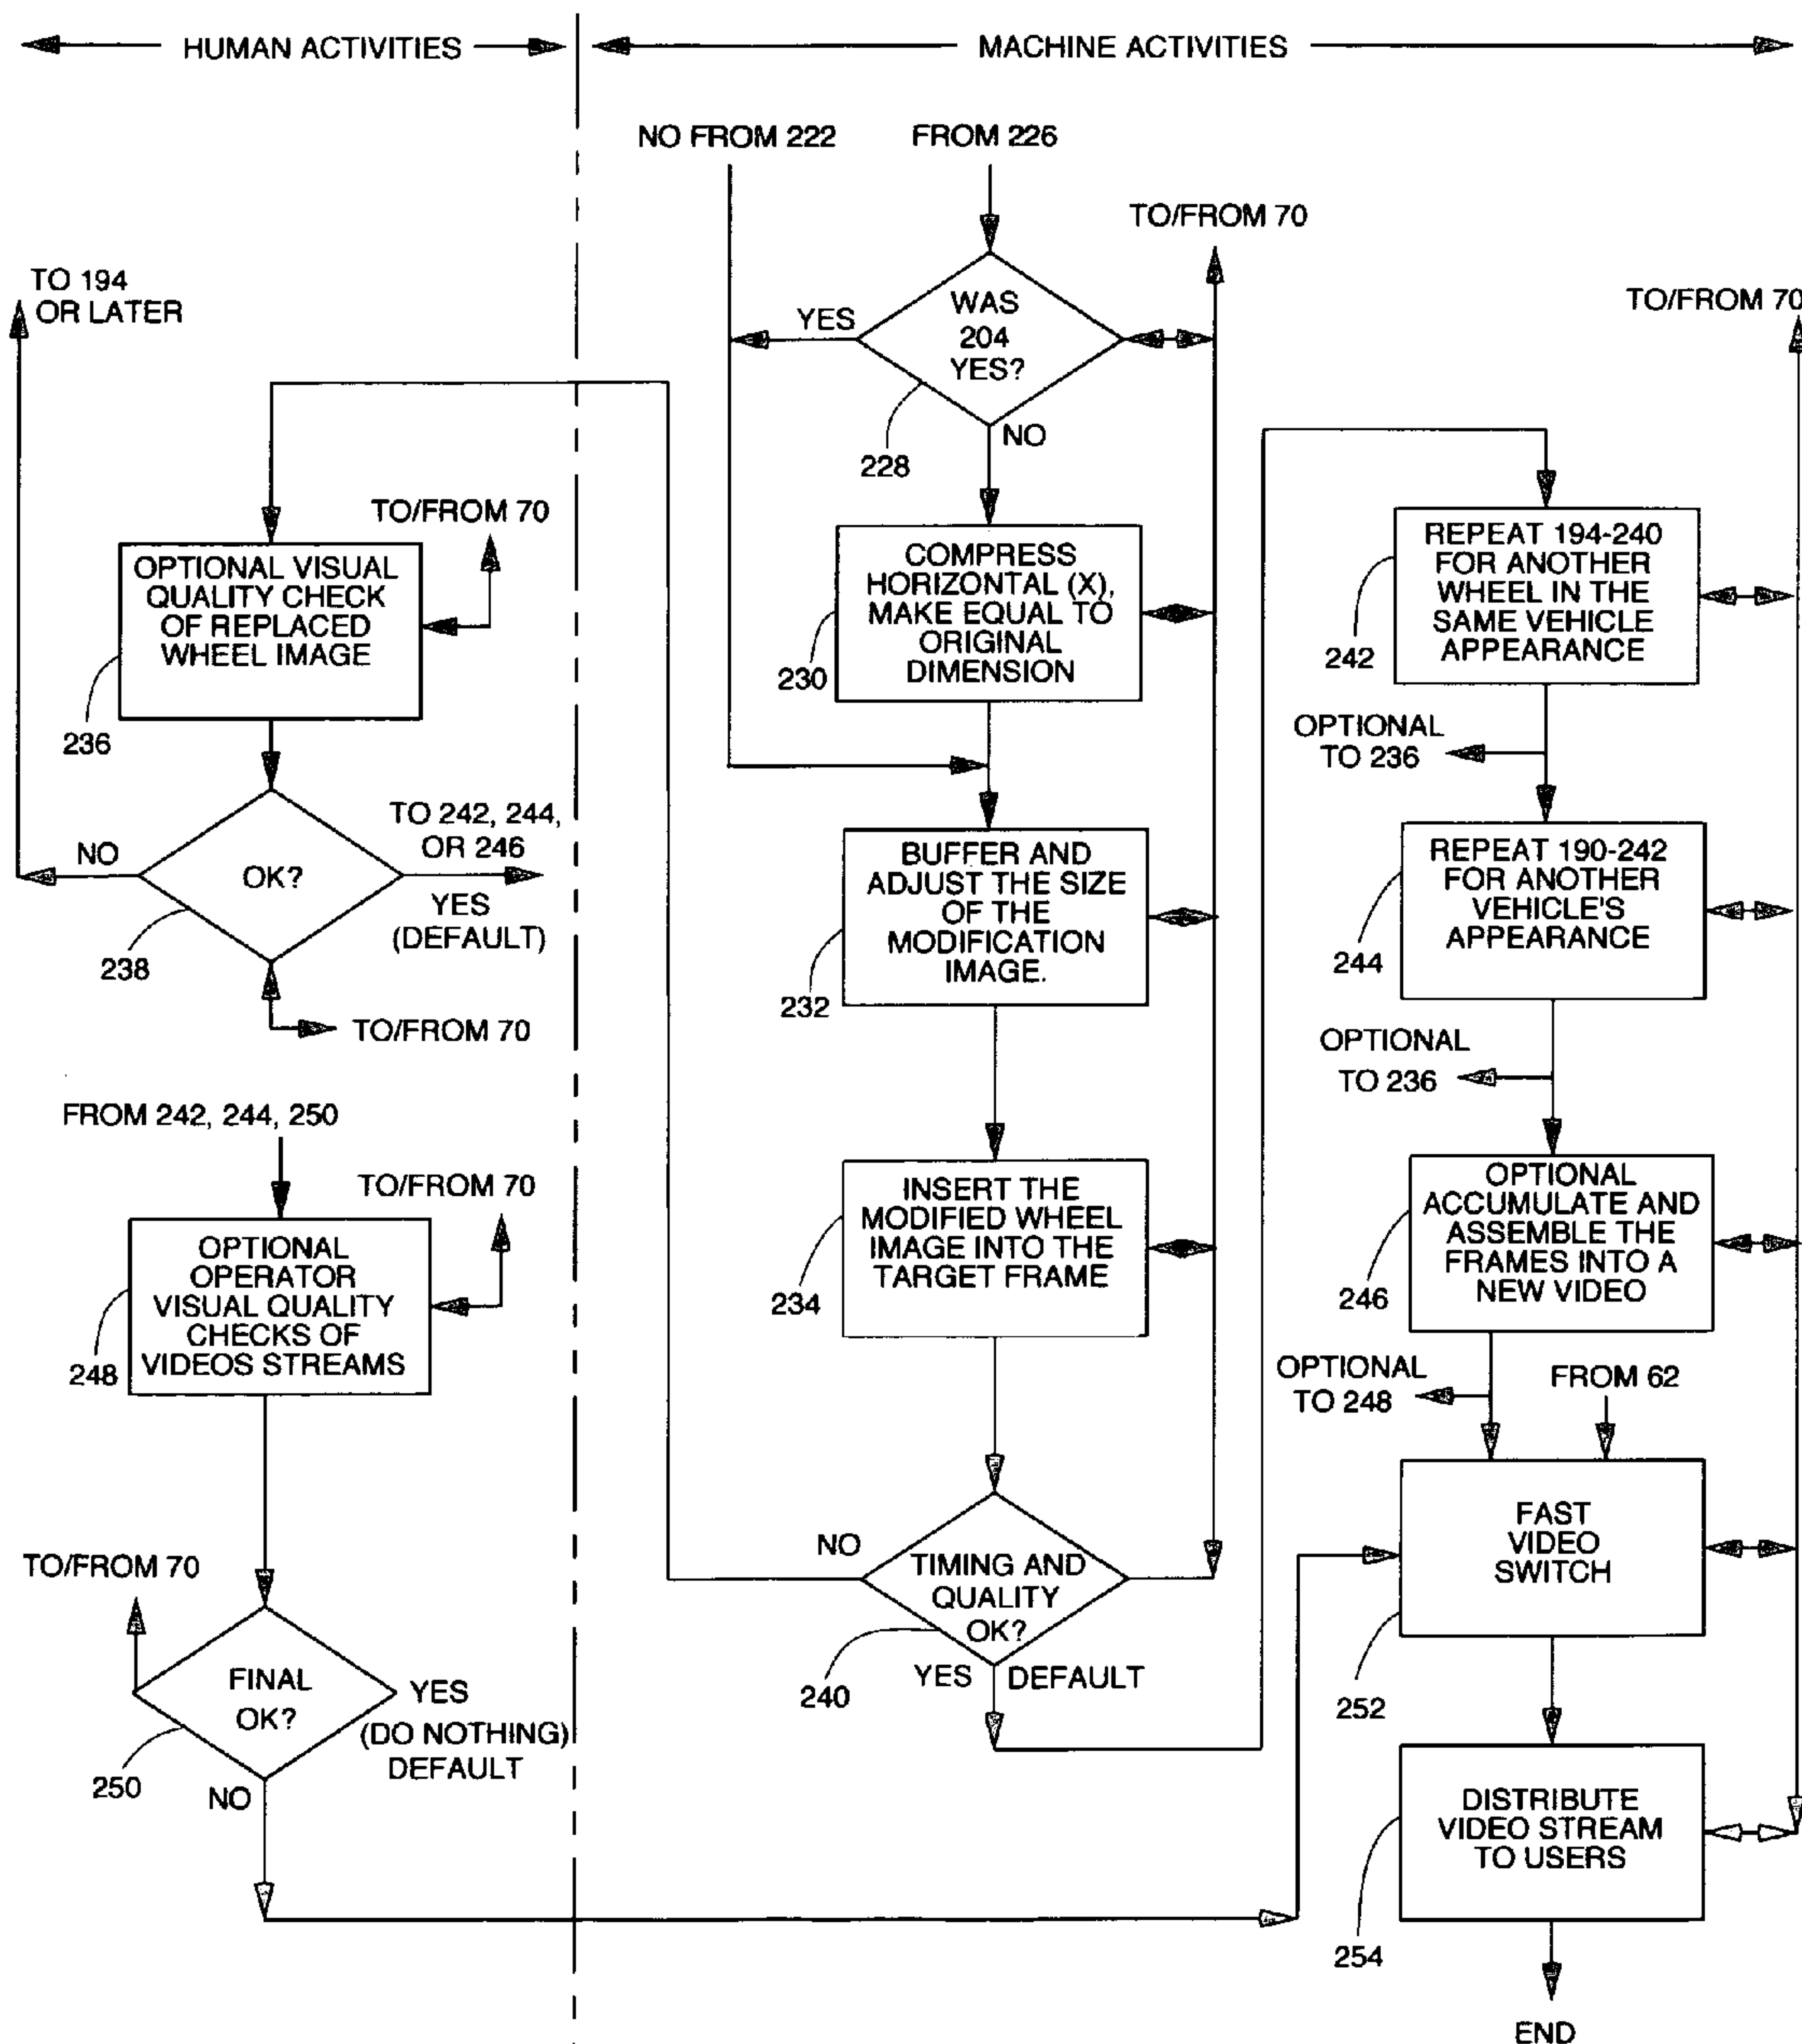 HUMAN ACTIVITIES
MACHINE ACTIVITIES
NO FROM 222
FROM 226
TO/FROM 70
WAS
204
YES?
YES
NO
228
TO 194
OR LATER
TO/FROM 70
OPTIONAL VISUAL
QUALITY CHECK
OF REPLACED
WHEEL IMAGE
236
OK?
NO
TO 242, 244,
OR 246
YES
(DEFAULT)
238
TO/FROM 70
FROM 242, 244, 250
TO/FROM 70
OPTIONAL
OPERATOR
VISUAL QUALITY
CHECKS OF
VIDEOS STREAMS
248
TO/FROM 70
FINAL
OK?
YES
(DO NOTHING)
DEFAULT
250
NO
COMPRESS
HORIZONTAL (X),
MAKE EQUAL TO
ORIGINAL
DIMENSION
230
BUFFER AND
ADJUST THE SIZE
OF THE
MODIFICATION
IMAGE.
232
INSERT THE
MODIFIED WHEEL
IMAGE INTO THE
TARGET FRAME
234
NO
TIMING AND
QUALITY
OK?
240
YES
DEFAULT
TO/FROM 70
REPEAT 194-240
FOR ANOTHER
WHEEL IN THE
SAME VEHICLE
APPEARANCE
242
OPTIONAL
TO 236
REPEAT 190-242
FOR ANOTHER
VEHICLE'S
APPEARANCE
244
OPTIONAL
TO 236
OPTIONAL
ACCUMULATE AND
ASSEMBLE THE
FRAMES INTO A
NEW VIDEO
246
OPTIONAL
TO 248
FROM 62
FAST
VIDEO
SWITCH
252
DISTRIBUTE
VIDEO STREAM
TO USERS
254
END